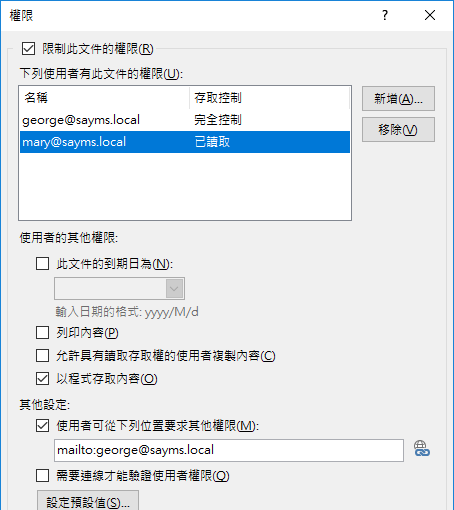 權限
限制此文件的權限(R)
下列使用者有此文件的權限(U):
名稱 存取控制
george@sayms.local 完全控制
mary@sayms.local 已讀取
新增(A)...
移除(V)
使用者的其他權限:
此文件的到期日為(N):
輸入日期的格式: yyyy/M/d
列印內容(P)
允許具有讀取存取權的使用者複製內容(C)
以程式存取內容(O)
其他設定:
使用者可從下列位置要求其他權限(M):
mailto:george@sayms.local
需要連線才能驗證使用者權限(Q)
設定預設值(S)...